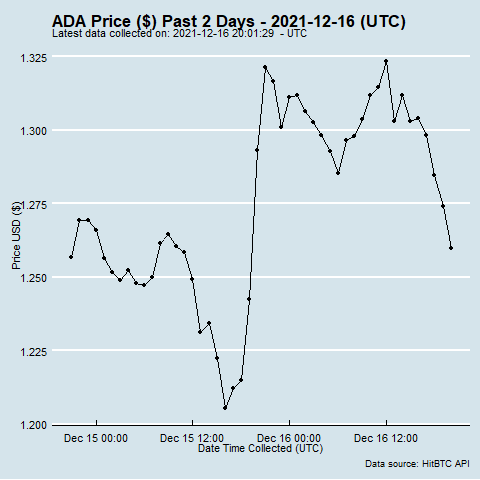 ADA Price ($) Past 2 Days - 2021-12-16 (UTC)
Latest data collected on: 2021-12-16 20:01:29 - UTC
1.325
1.300
1.275
1.250
1.225
1.200
Price USD ($)
Dec 15 00:00 Dec 15 12:00 Dec 16 00:00 Dec 16 12:00
Date Time Collected (UTC)
Data source: HitBTC API